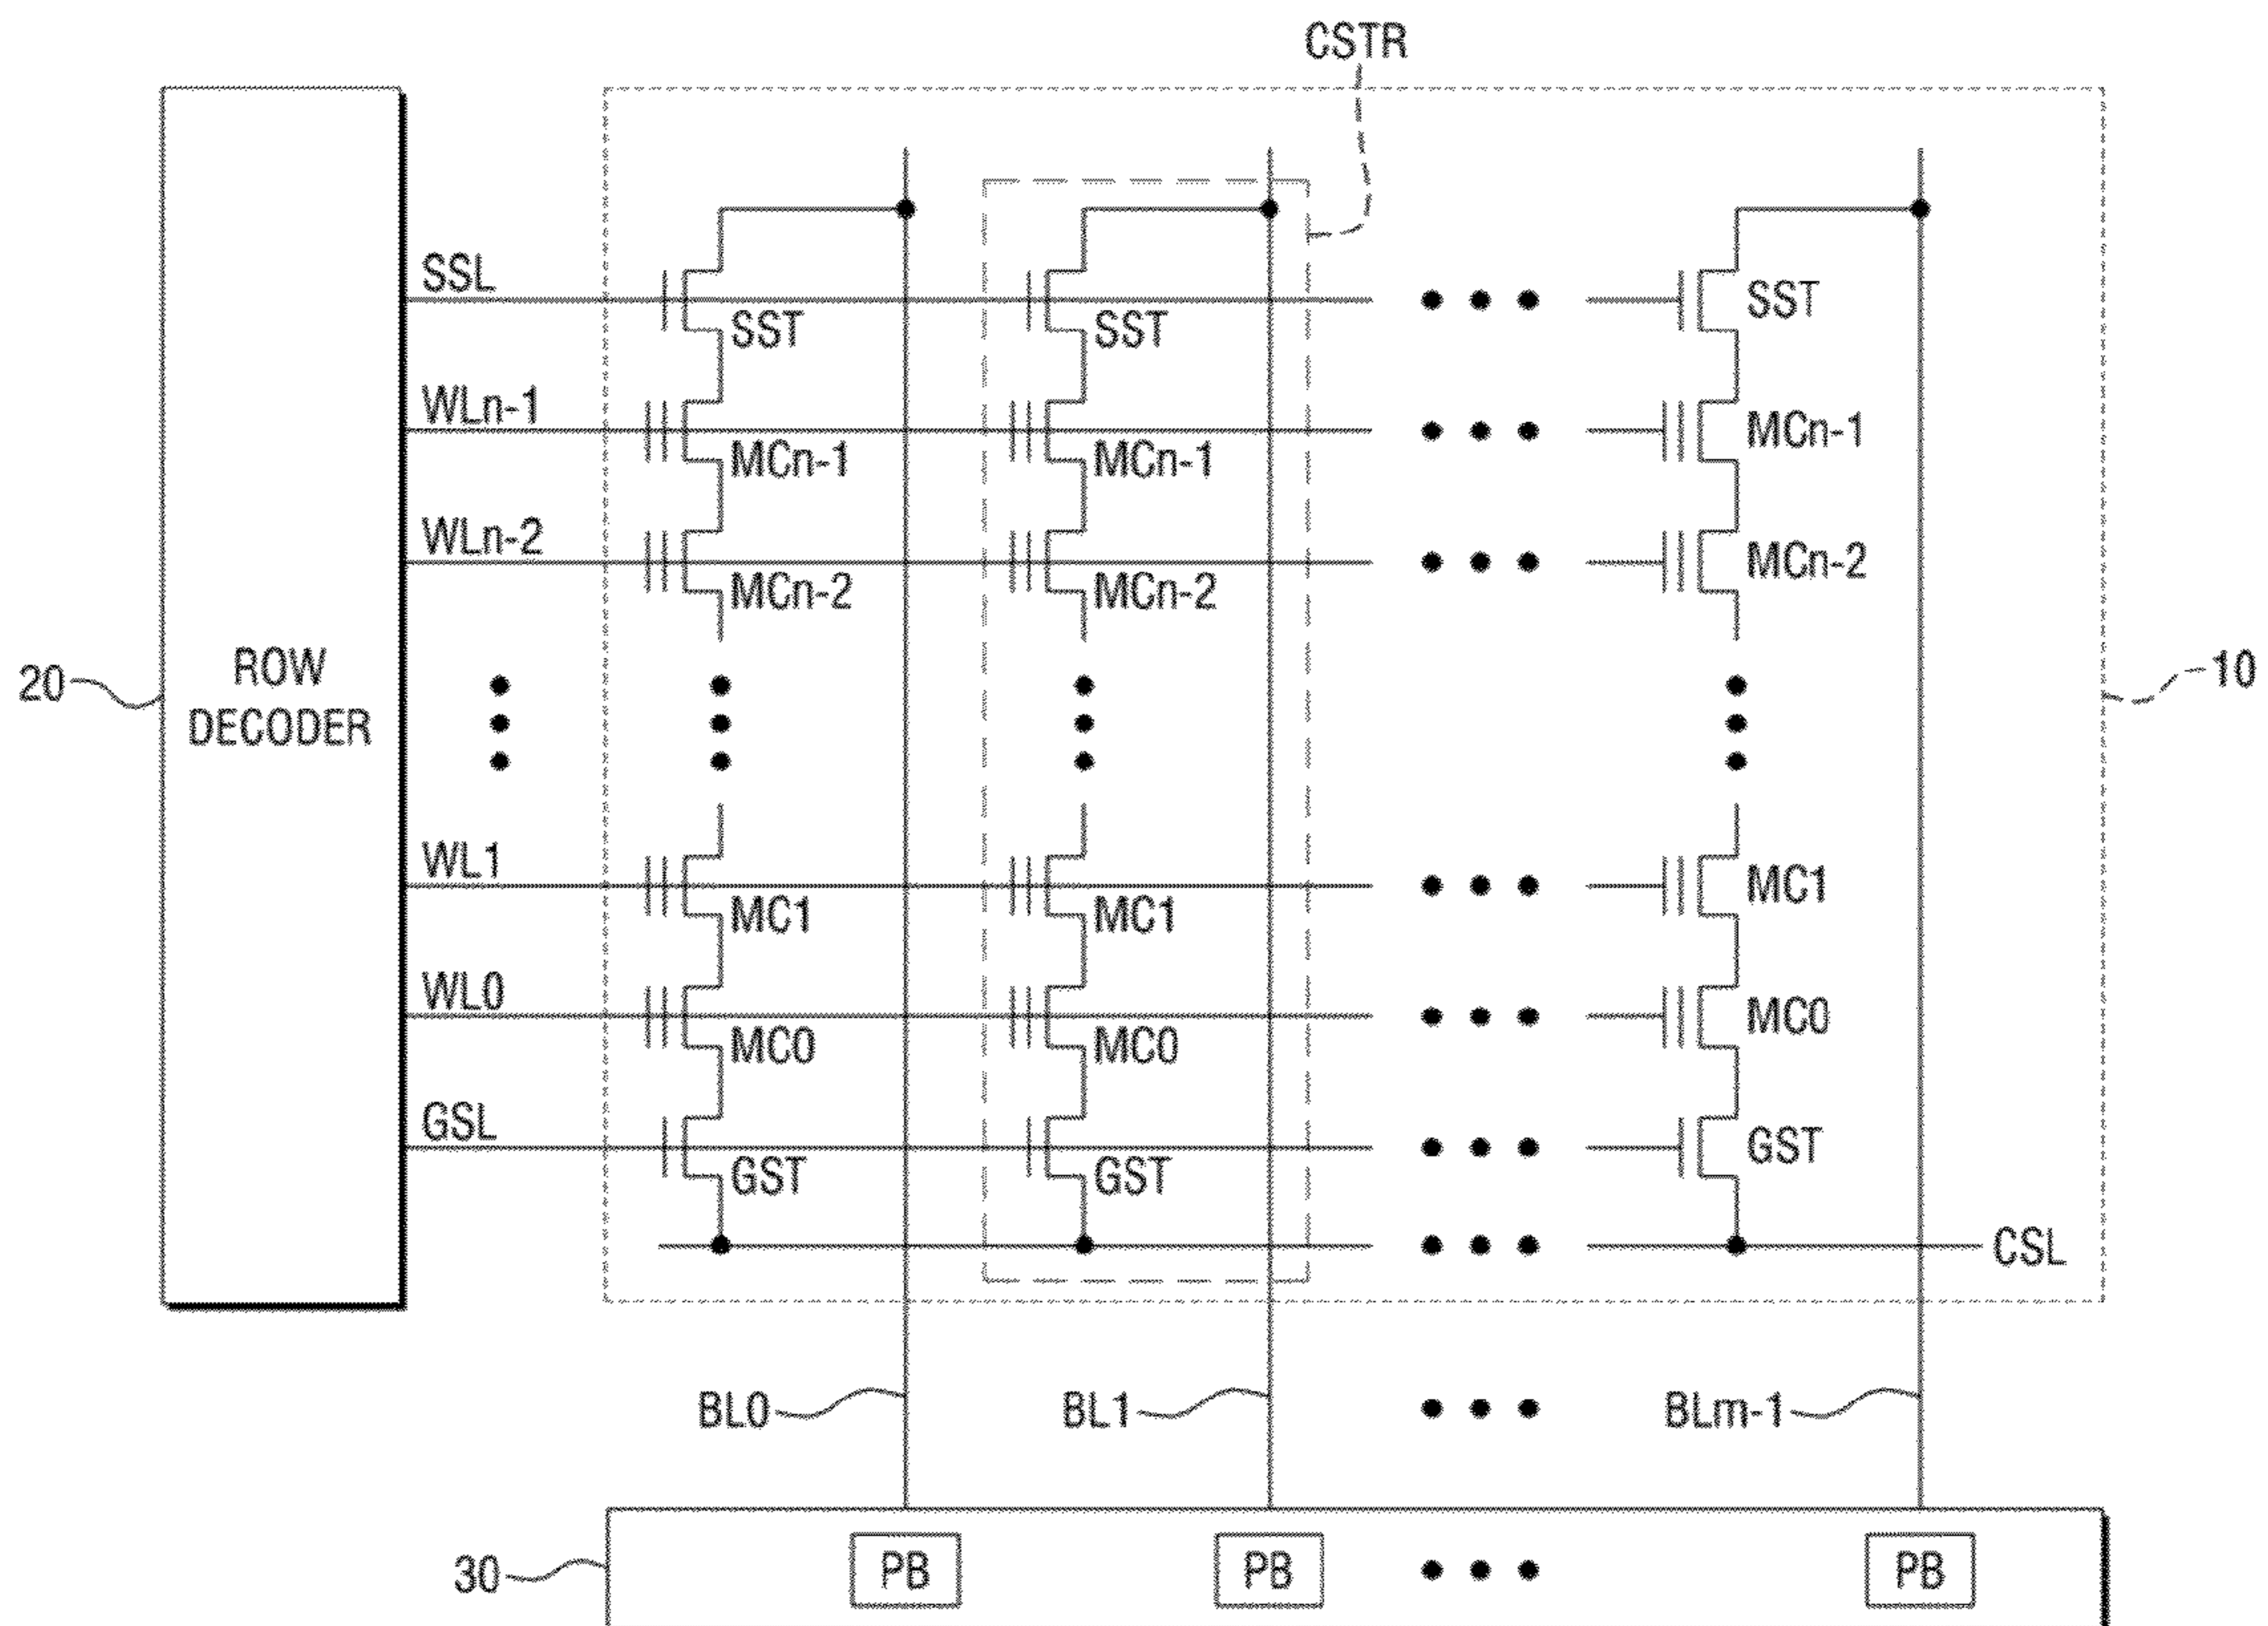 CSTR
SSL
SST SST SST
WLn-1
MCn-1 MCn-1 MCn-1
WLn-2
MCn-2 MCn-2 MCn-2
20 ROW DECODER 10
WL1
MC1 MC1 MC1
WL0
MC0 MC0 MC0
GSL
GST GST GST
CSL
BL0 BL1 BLm-1
30 PB PB PB